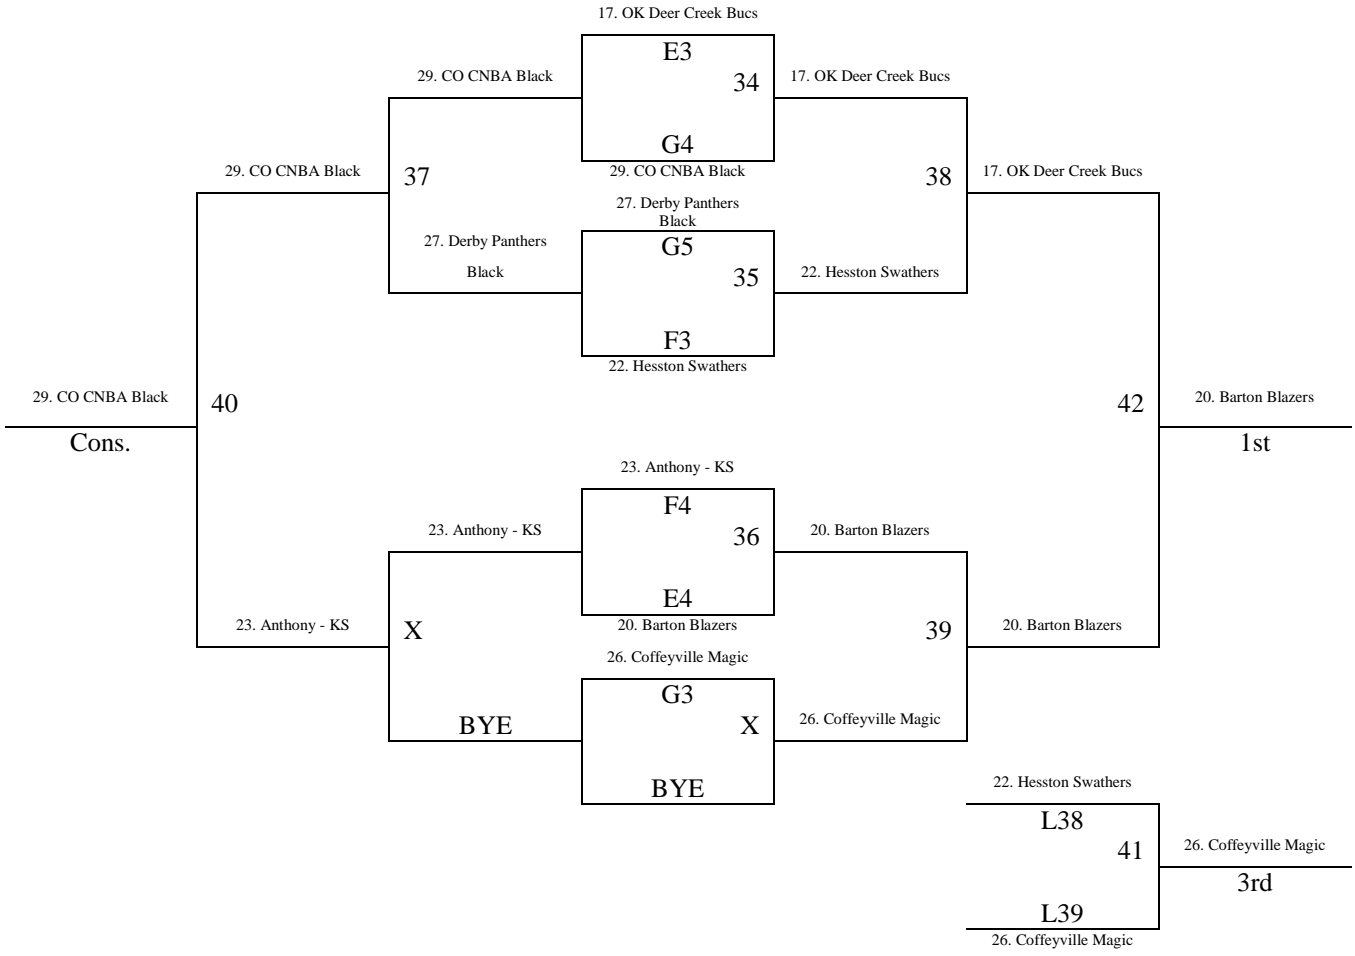 17. OK Deer Creek Bucs
E3
29. CO CNBA Black
34
17. OK Deer Creek Bucs
G4
29. CO CNBA Black
37
29. CO CNBA Black
38
17. OK Deer Creek Bucs
27. Derby Panthers
Black
27. Derby Panthers
Black
G5
35
22. Hesston Swathers
F3
22. Hesston Swathers
29. CO CNBA Black
40
Cons.
42
20. Barton Blazers
1st
23. Anthony - KS
F4
23. Anthony - KS
36
20. Barton Blazers
E4
20. Barton Blazers
23. Anthony - KS
X
39
20. Barton Blazers
26. Coffeyville Magic
G3
BYE
X
26. Coffeyville Magic
BYE
22. Hesston Swathers
L38
41
26. Coffeyville Magic
3rd
L39
26. Coffeyville Magic